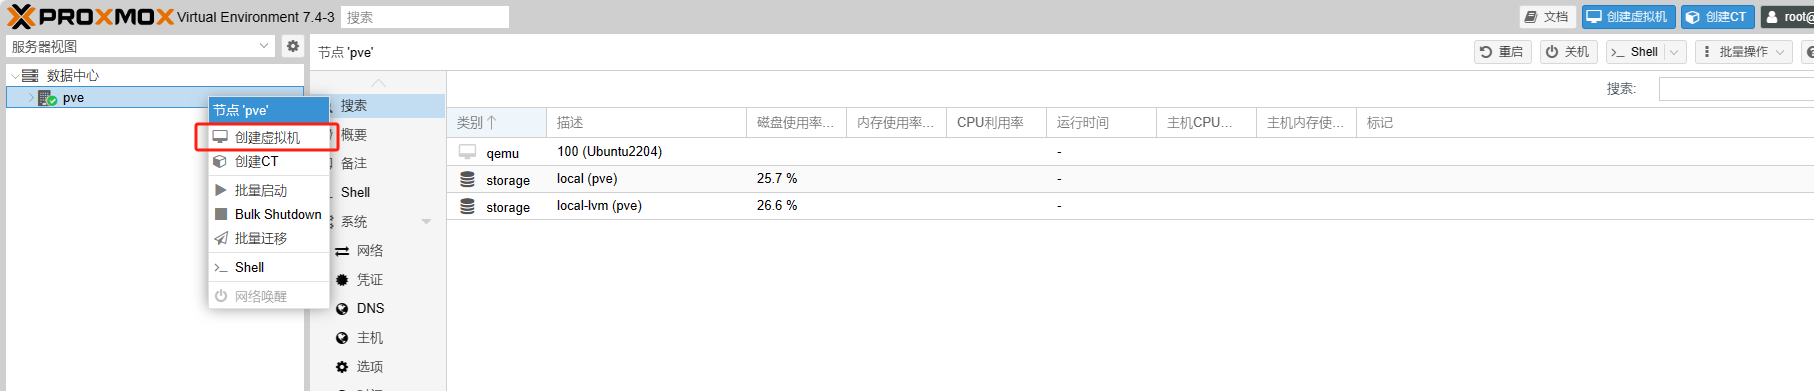 PROXMOX Virtual Environment 7.4-3 搜索 文档 创建虚拟机 创建CT root@
服务器视图
节点 'pve' 重启 关机 Shell 批量操作
数据中心
pve
搜索:
节点 'pve'
创建虚拟机
创建CT
批量启动
Bulk Shutdown
批量迁移
Shell
网络唤醒
搜索
概要
备注
Shell
系统
网络
凭证
DNS
主机
选项
类别 描述 磁盘使用率... 内存使用率... CPU利用率 运行时间 主机CPU... 主机内存使... 标记
qemu 100 (Ubuntu2204) -
storage local (pve) 25.7 % -
storage local-lvm (pve) 26.6 % -